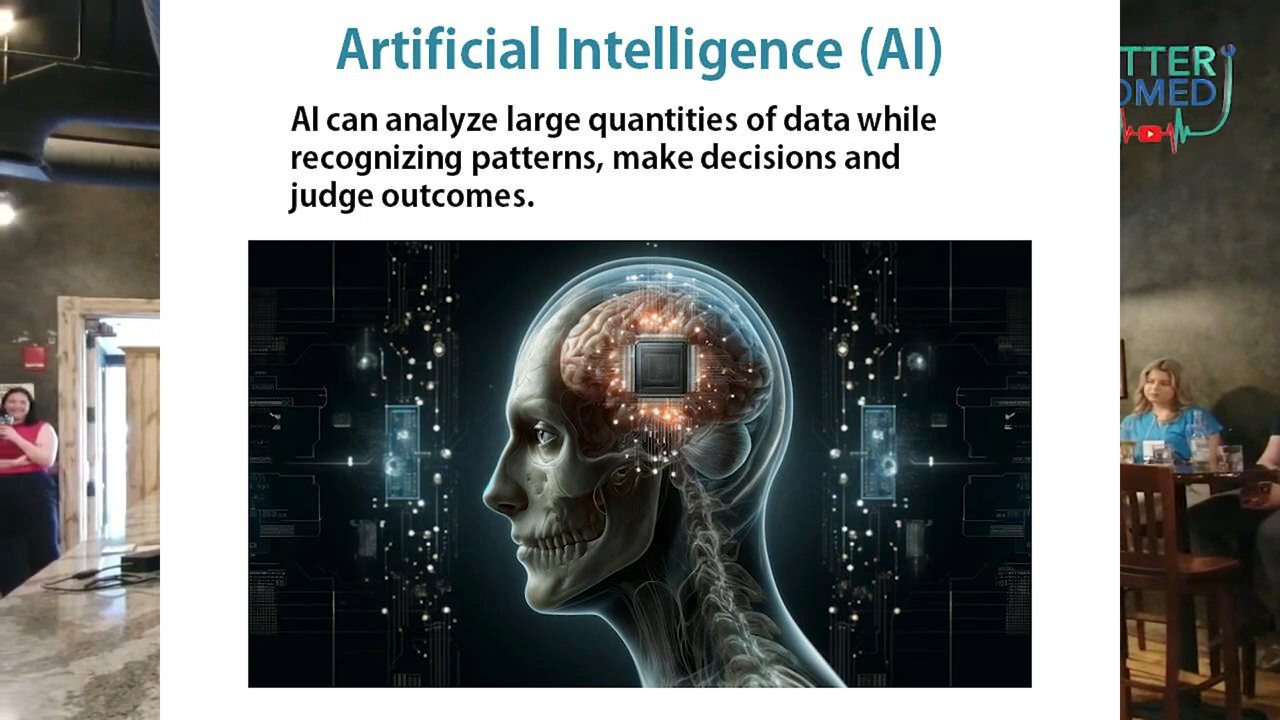 Artificial Intelligence (AI)
AI can analyze large quantities of data while
recognizing patterns, make decisions and
judge outcomes.
TTER
OMED